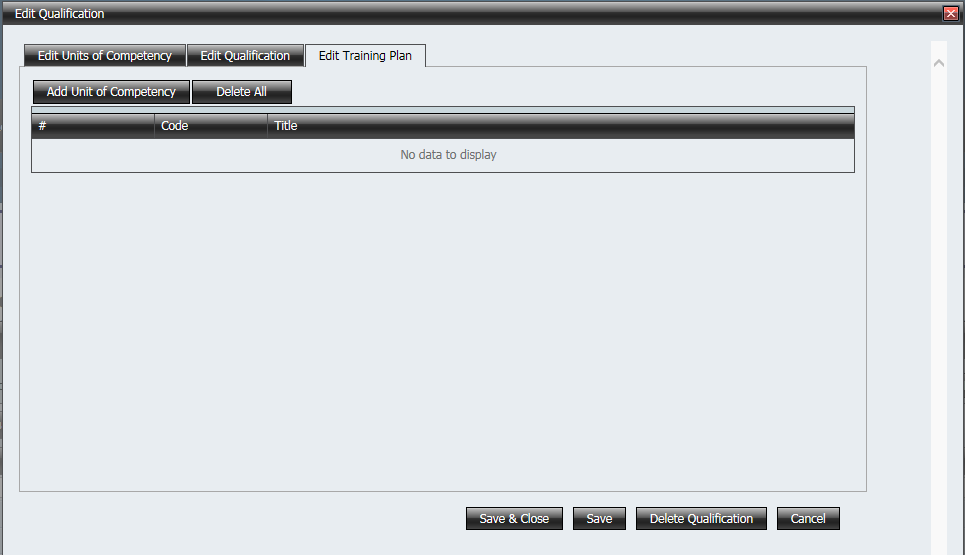 Edit Qualification
Edit Units of Competency Edit Qualification Edit Training Plan
Add Unit of Competency Delete All
# Code Title
No data to display
Save & Close Save Delete Qualification Cancel